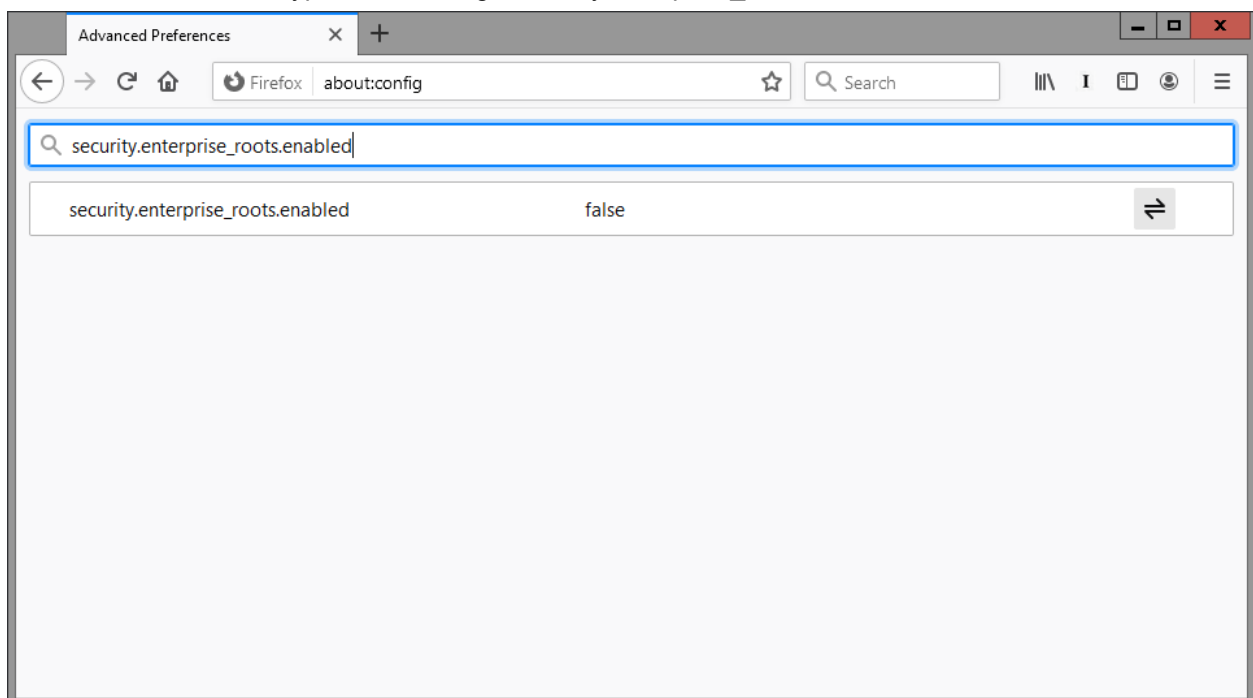 Advanced Preferences
Firefox about:config Search
security.enterprise_roots.enabled
security.enterprise_roots.enabled false